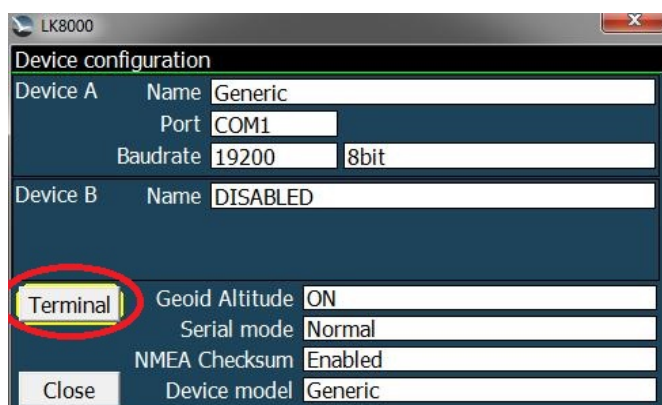 LK8000
Device configuration
Device A Name Generic
Port COM1
Baudrate 19200 8bit
Device B Name DISABLED
Terminal Geoid Altitude ON
Serial mode Normal
NMEA Checksum Enabled
Close Device model Generic